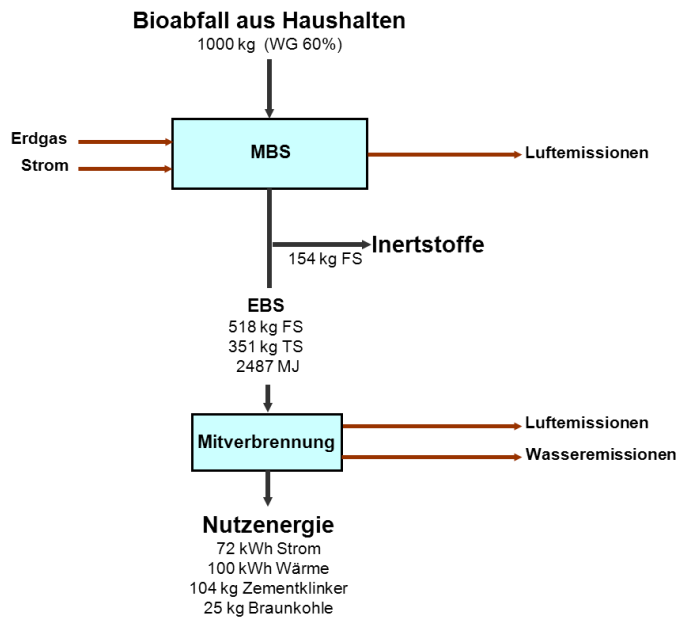 Bioabfall aus Haushalten
1000 kg (WG 60%)
Erdgas
Strom
MBS
Luftemissionen
Inertstoffe
154 kg FS
EBS
518 kg FS
351 kg TS
2487 MJ
Mitverbrennung
Luftemissionen
Wasseremissionen
Nutzenergie
72 kWh Strom
100 kWh Wärme
104 kg Zementklinker
25 kg Braunkohle